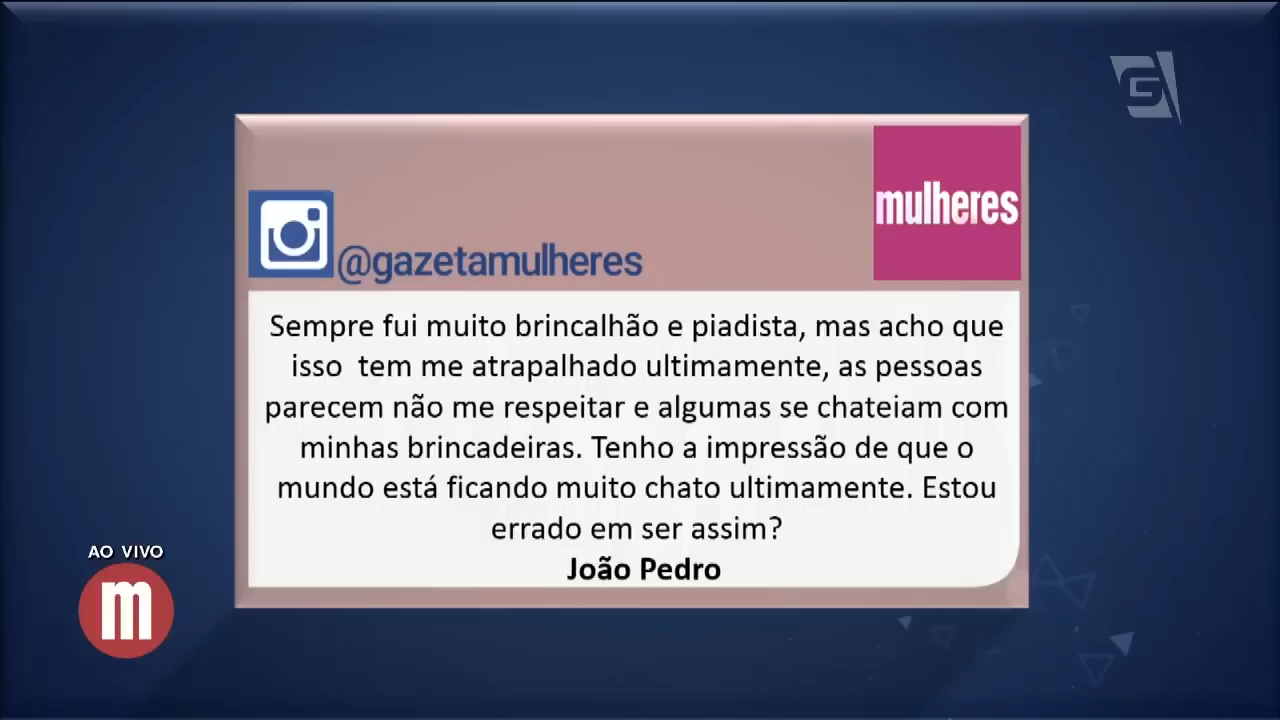 mulheres
@gazetamulheres
Sempre fui muito brincalhão e piadista, mas acho que
isso  tem me atrapalhado ultimamente, as pessoas
parecem não me respeitar e algumas se chateiam com
minhas brincadeiras. Tenho a impressão de que o
mundo está ficando muito chato ultimamente. Estou
errado em ser assim?
João Pedro
AO VIVO
m